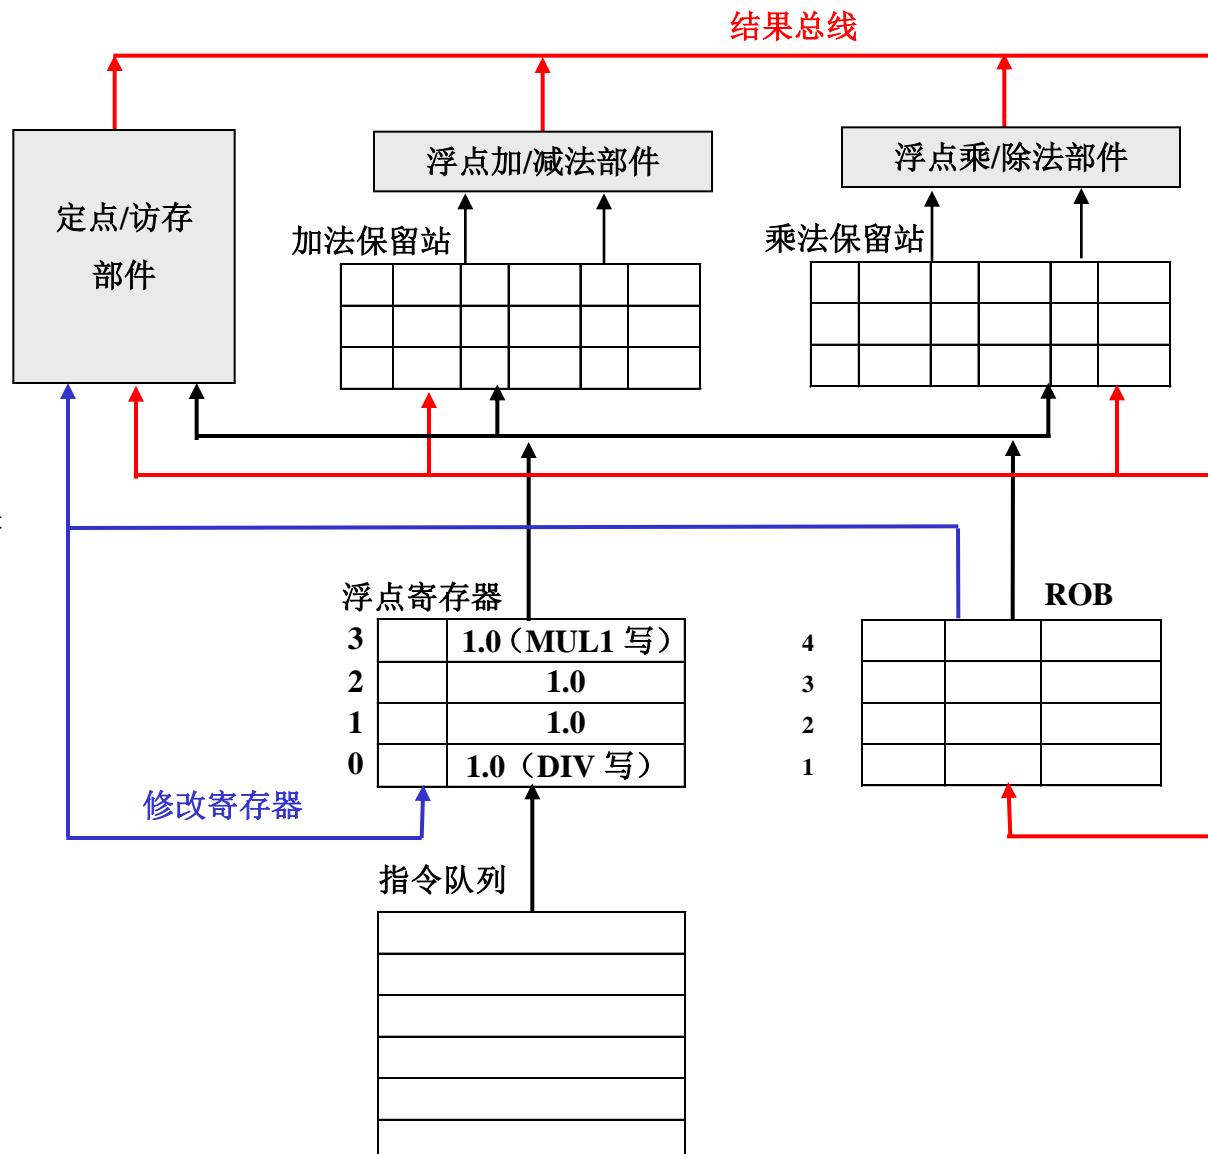 结果总线
浮点加/减法部件
浮点乘/除法部件
定点/访存
部件
加法保留站
乘法保留站
浮点寄存器
ROB
3 1.0（MUL1 写）
2 1.0
1 1.0
0 1.0（DIV 写）
4
3
2
1
修改寄存器
指令队列